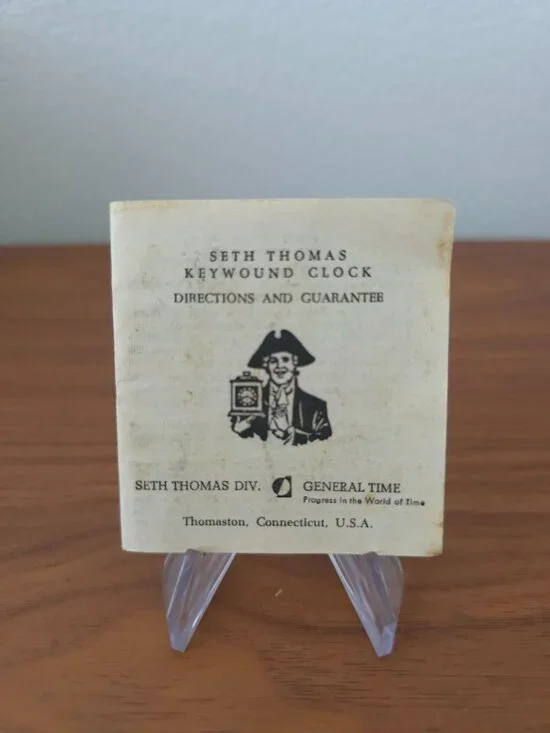 SETH THOMAS
KEYWOUND CLOCK
DIRECTIONS AND GUARANTEE
SETH THOMAS DIV. GENERAL TIME
Progress in the World of Time
Thomaston, Connecticut, U.S.A.